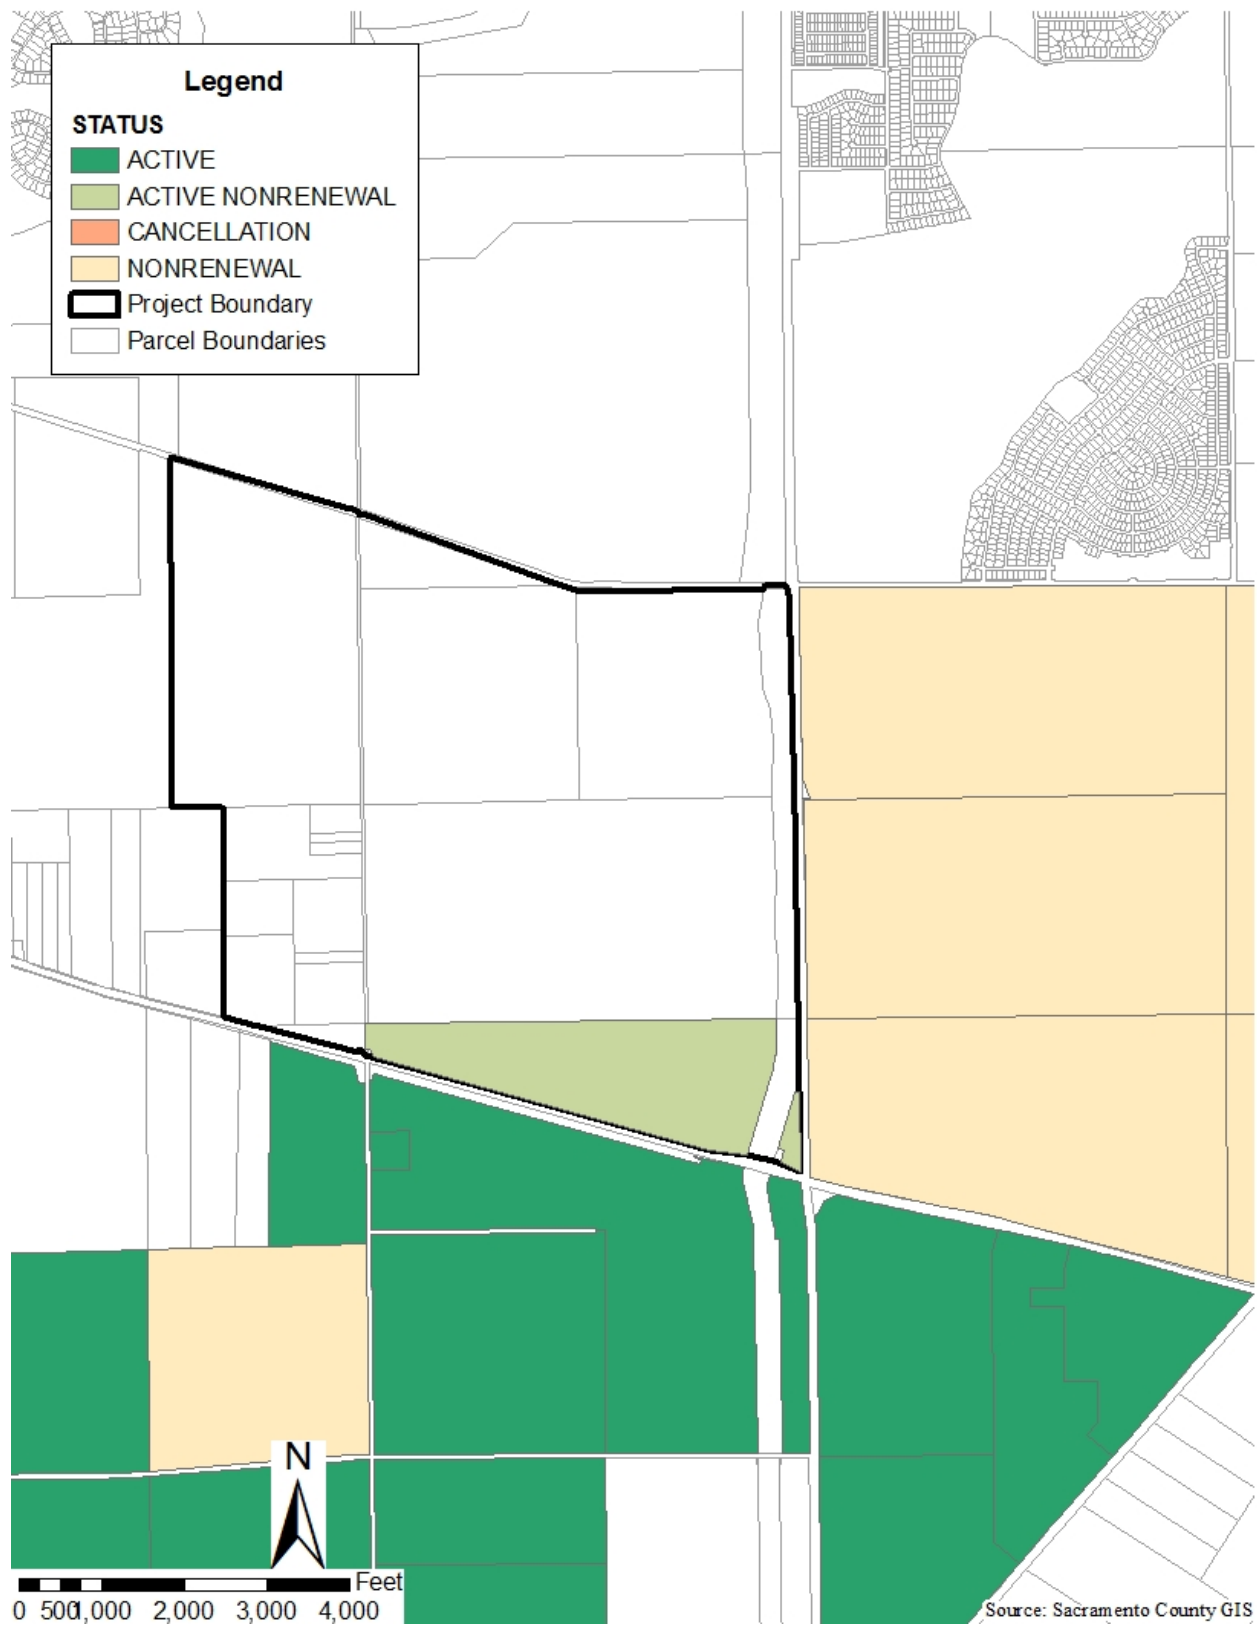 Legend
STATUS
ACTIVE
ACTIVE NONRENEWAL
CANCELLATION
NONRENEWAL
Project Boundary
Parcel Boundaries
N
Feet
0 500 1,000 2,000 3,000 4,000
Source: Sacramento County GIS